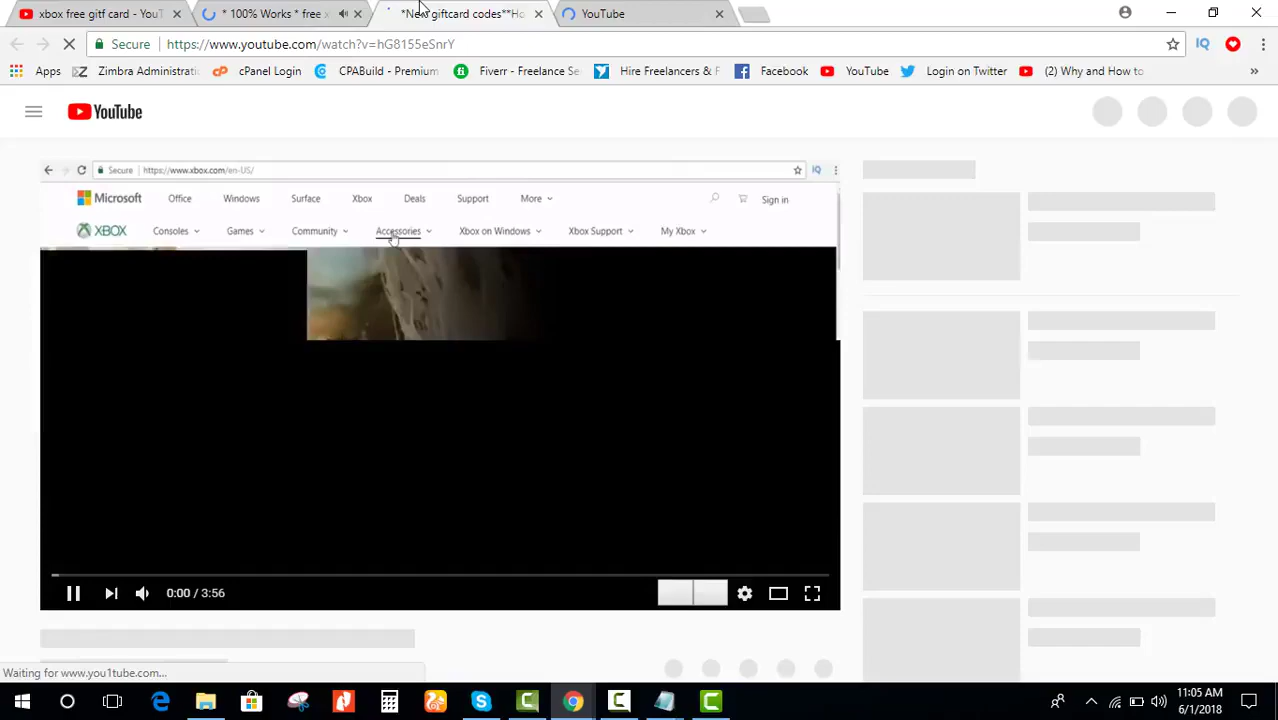 xbox free gitf card - YouT
* 100% Works * free x
*New giftcard codes**Ho
YouTube
Secure
https://www.youtube.com/watch?v=hG8155eSnrY
Apps
Zimbra Administrati
cPanel Login
CPABuild - Premium
Fiverr - Freelance Se
Hire Freelancers & F
Facebook
YouTube
Login on Twitter
(2) Why and How to
»
YouTube
Secure
https://www.xbox.com/en-US/
Microsoft
Office
Windows
Surface
Xbox
Deals
Support
More
Sign in
XBOX
Consoles
Games
Community
Accessories
Xbox on Windows
Xbox Support
My Xbox
0:00 / 3:56
Waiting for www.you1tube.com...
11:05 AM
6/1/2018